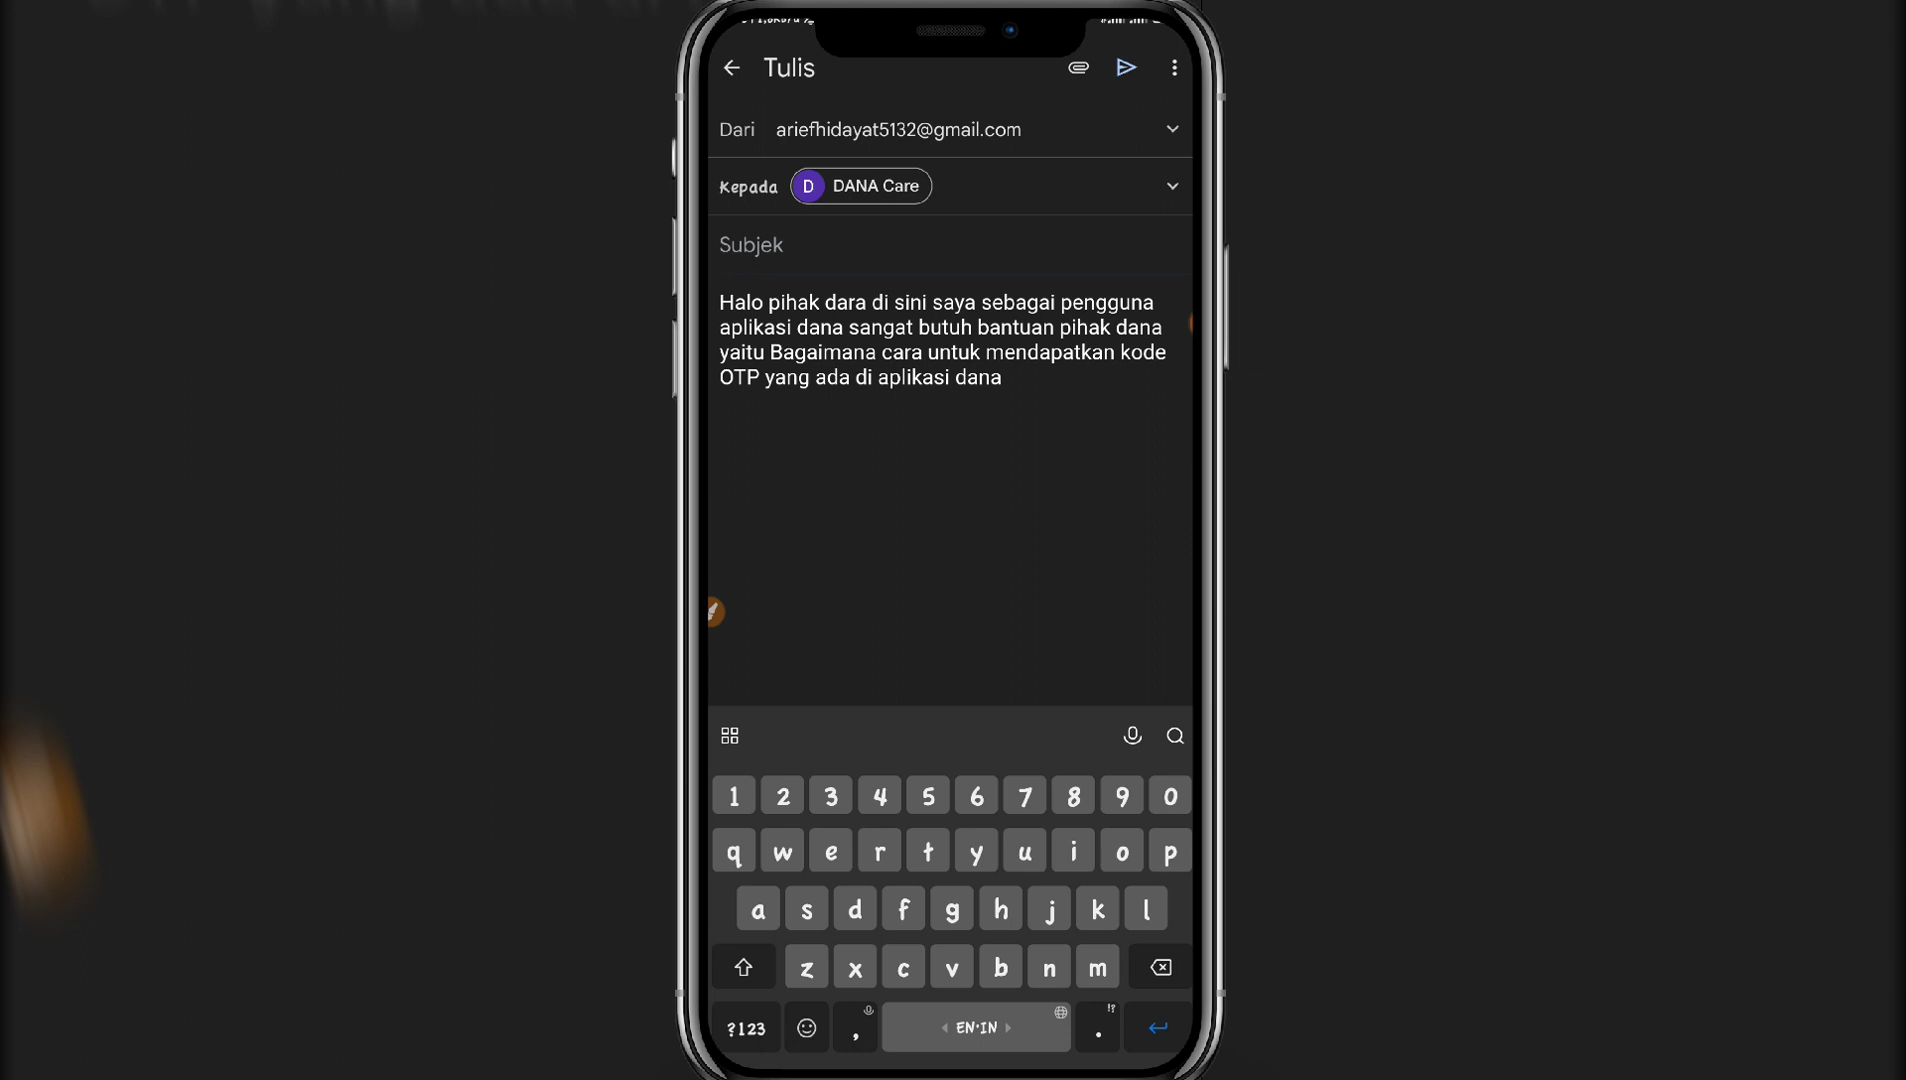 Tulis
Dari ariefhidayat5132@gmail.com
Kepada D DANA Care
Subjek
Halo pihak dara di sini saya sebagai pengguna
aplikasi dana sangat butuh bantuan pihak dana
yaitu Bagaimana cara untuk mendapatkan kode
OTP yang ada di aplikasi dana
1 2 3 4 5 6 7 8 9 0
q w e r t y u i o p
a s d f g h j k l
z x c v b n m
?123 , EN•IN . !?